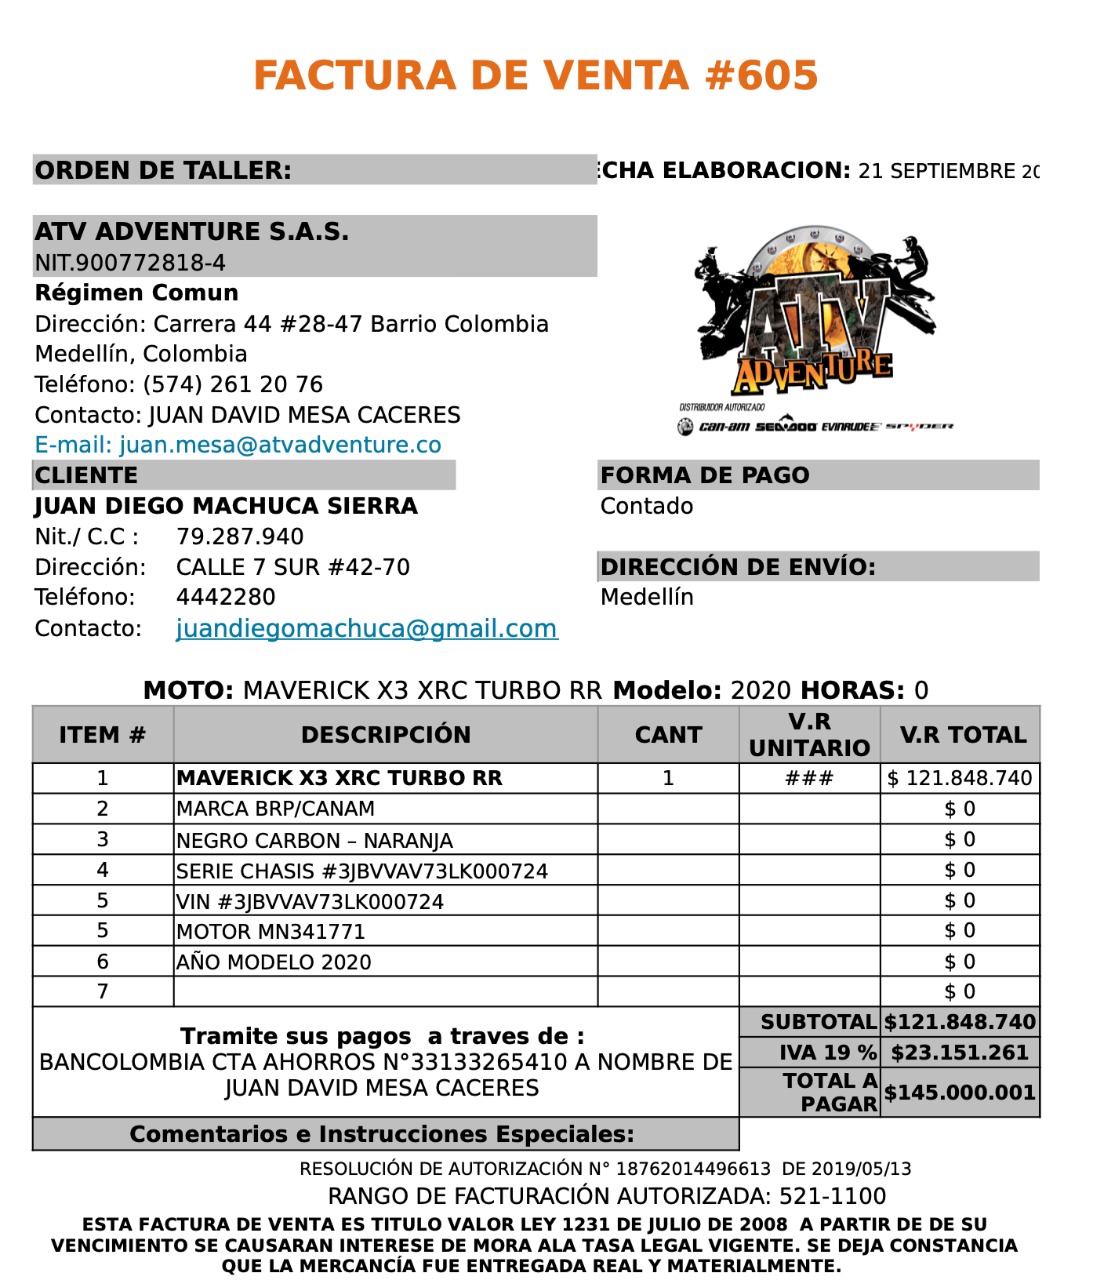 FACTURA DE VENTA #605
ORDEN DE TALLER:
ECHA ELABORACION: 21 SEPTIEMBRE 20
ATV ADVENTURE S.A.S.
NIT.900772818-4
Régimen Comun
Dirección: Carrera 44 #28-47 Barrio Colombia
Medellín, Colombia
Teléfono: (574) 261 20 76
Contacto: JUAN DAVID MESA CACERES
E-mail: juan.mesa@atvadventure.co
ATV
ADVENTURE
DISTRIBUIDOR AUTORIZADO
can-am SEADOO EVINRUDE SPYDER
CLIENTE
JUAN DIEGO MACHUCA SIERRA
Nit./ C.C : 79.287.940
Dirección: CALLE 7 SUR #42-70
Teléfono: 4442280
Contacto: juandiegomachuca@gmail.com
FORMA DE PAGO
Contado
DIRECCIÓN DE ENVÍO:
Medellín
MOTO: MAVERICK X3 XRC TURBO RR Modelo: 2020 HORAS: 0
ITEM # DESCRIPCIÓN CANT V.R UNITARIO V.R TOTAL
1 MAVERICK X3 XRC TURBO RR 1 ### $ 121.848.740
2 MARCA BRP/CANAM $ 0
3 NEGRO CARBON – NARANJA $ 0
4 SERIE CHASIS #3JBVVAV73LK000724 $ 0
5 VIN #3JBVVAV73LK000724 $ 0
5 MOTOR MN341771 $ 0
6 AÑO MODELO 2020 $ 0
7 $ 0
Tramite sus pagos a traves de :
BANCOLOMBIA CTA AHORROS N°33133265410 A NOMBRE DE
JUAN DAVID MESA CACERES
SUBTOTAL $121.848.740
IVA 19 % $23.151.261
TOTAL A PAGAR $145.000.001
Comentarios e Instrucciones Especiales:
RESOLUCIÓN DE AUTORIZACIÓN N° 18762014496613 DE 2019/05/13
RANGO DE FACTURACIÓN AUTORIZADA: 521-1100
ESTA FACTURA DE VENTA ES TITULO VALOR LEY 1231 DE JULIO DE 2008 A PARTIR DE DE SU
VENCIMIENTO SE CAUSARAN INTERESE DE MORA ALA TASA LEGAL VIGENTE. SE DEJA CONSTANCIA
QUE LA MERCANCÍA FUE ENTREGADA REAL Y MATERIALMENTE.